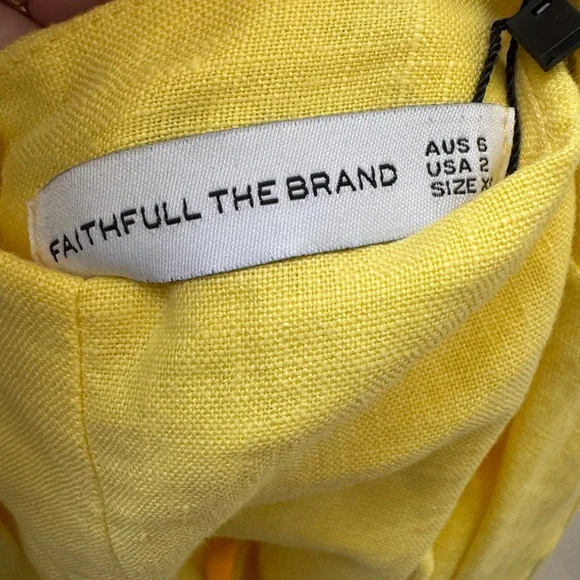 FAITHFULL THE BRAND
AUS 6
USA 2
SIZE